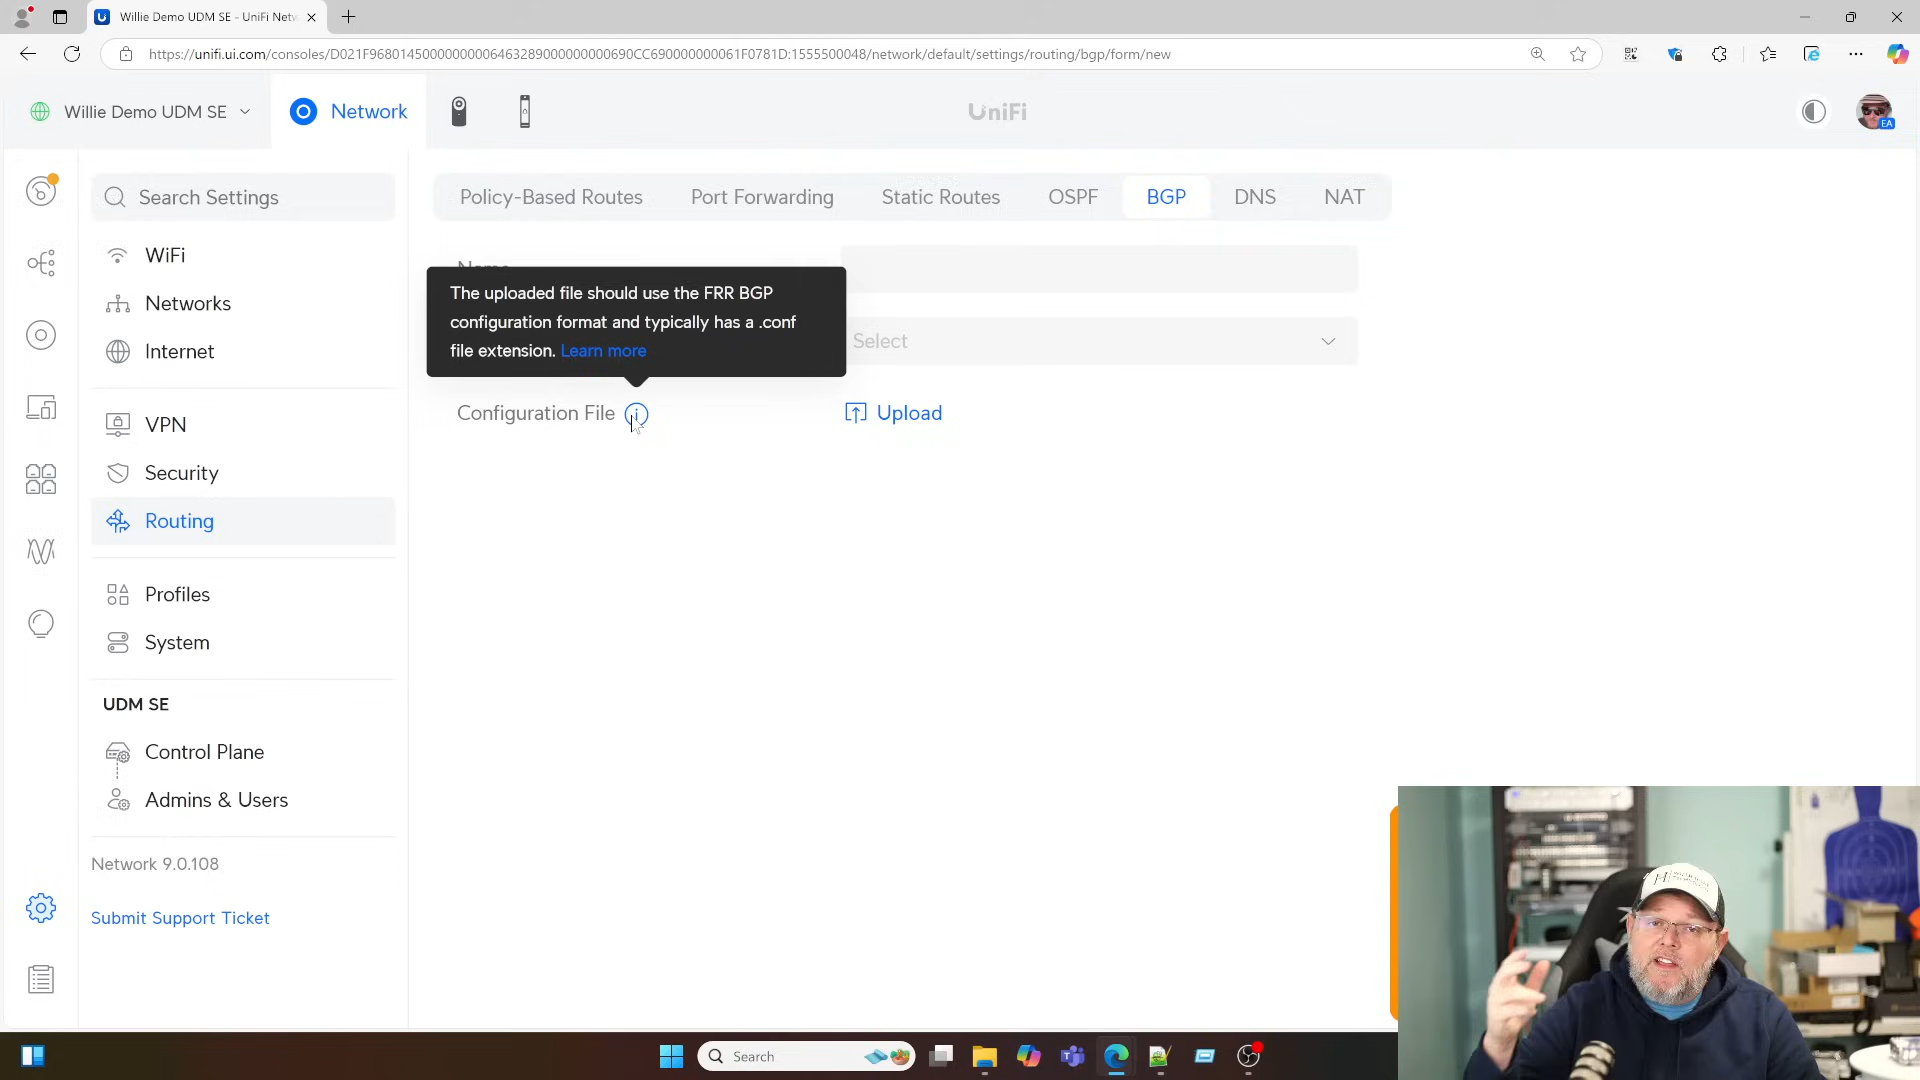 Willie Demo UDM SE - UniFi Netw
https://unifi.ui.com/consoles/D021F9680145000000000646328900000000690CC690000000061F0781D:1555500048/network/default/settings/routing/bgp/form/new
Willie Demo UDM SE
Network
UniFi
EA
Search Settings
WiFi
Networks
Internet
VPN
Security
Routing
Profiles
System
UDM SE
Control Plane
Admins & Users
Network 9.0.108
Submit Support Ticket
Policy-Based Routes
Port Forwarding
Static Routes
OSPF
BGP
DNS
NAT
Name
The uploaded file should use the FRR BGP
configuration format and typically has a .conf
file extension. Learn more
Select
Configuration File
Upload
Search